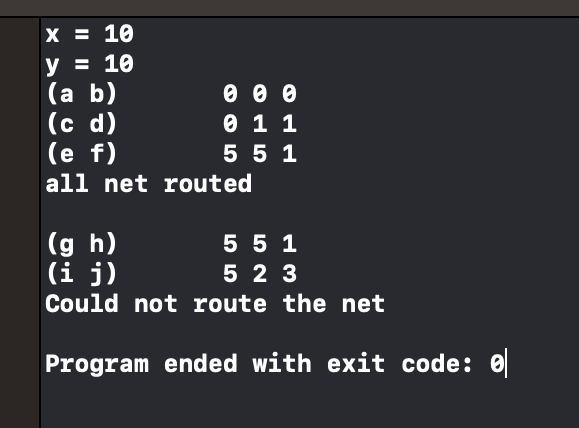 x = 10
y = 10
(a b)       0 0 0
(c d)       0 1 1
(e f)       5 5 1
all net routed

(g h)       5 5 1
(i j)       5 2 3
Could not route the net

Program ended with exit code: 0